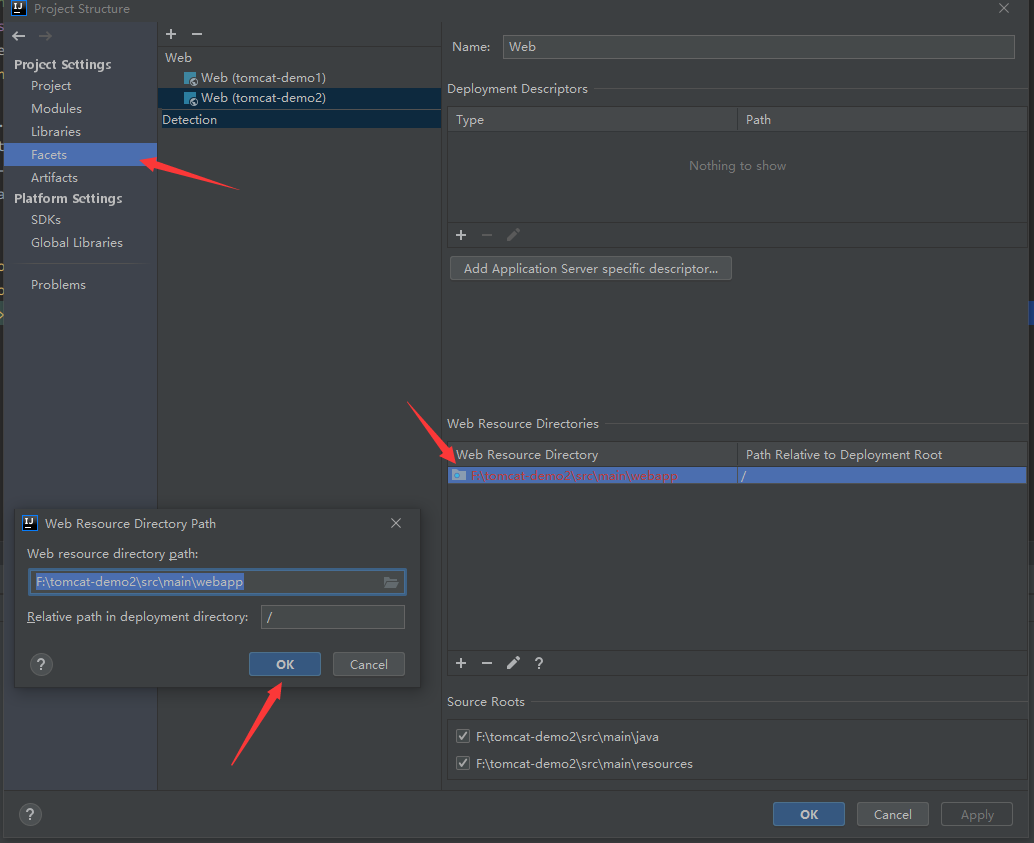 Project Structure
Project Settings
Project
Modules
Libraries
Facets
Artifacts
Platform Settings
SDKs
Global Libraries
Problems
Web
Web (tomcat-demo1)
Web (tomcat-demo2)
Detection
Name: Web
Deployment Descriptors
Type Path
Nothing to show
Add Application Server specific descriptor...
Web Resource Directories
Web Resource Directory Path Relative to Deployment Root
F:\tomcat-demo2\src\main\webapp /
Source Roots
F:\tomcat-demo2\src\main\java
F:\tomcat-demo2\src\main\resources
Web Resource Directory Path
Web resource directory path:
F:\tomcat-demo2\src\main\webapp
Relative path in deployment directory: /
? OK Cancel
? OK Cancel Apply